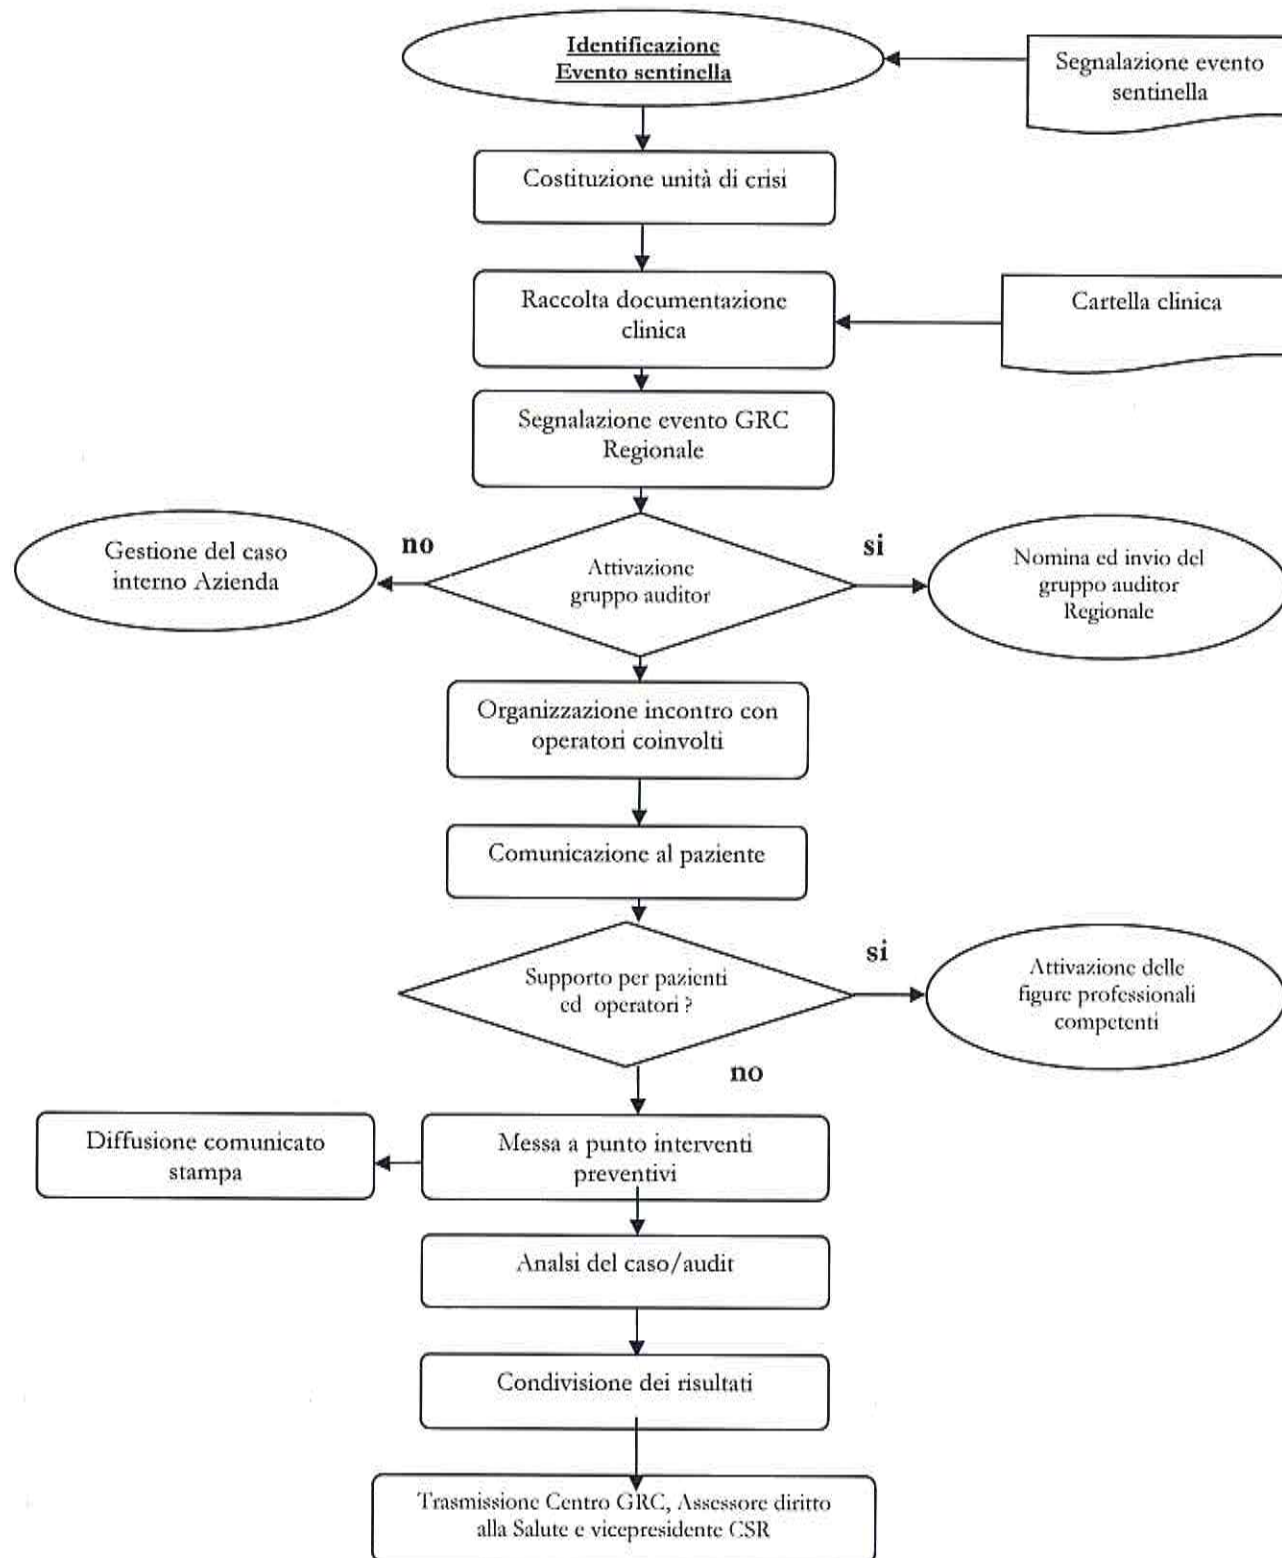 Identificazione
Evento sentinella
Segnalazione evento
sentinella
Costituzione unità di crisi
Raccolta documentazione
clinica
Cartella clinica
Segnalazione evento GRC
Regionale
Gestione del caso
interno Azienda
no
Attivazione
gruppo auditor
si
Nomina ed invio del
gruppo auditor
Regionale
Organizzazione incontro con
operatori coinvolti
Comunicazione al paziente
Supporto per pazienti
ed operatori ?
si
Attivazione delle
figure professionali
competenti
no
Diffusione comunicato
stampa
Messa a punto interventi
preventivi
Analsi del caso/audit
Condivisione dei risultati
Trasmissione Centro GRC, Assessore diritto
alla Salute e vicepresidente CSR